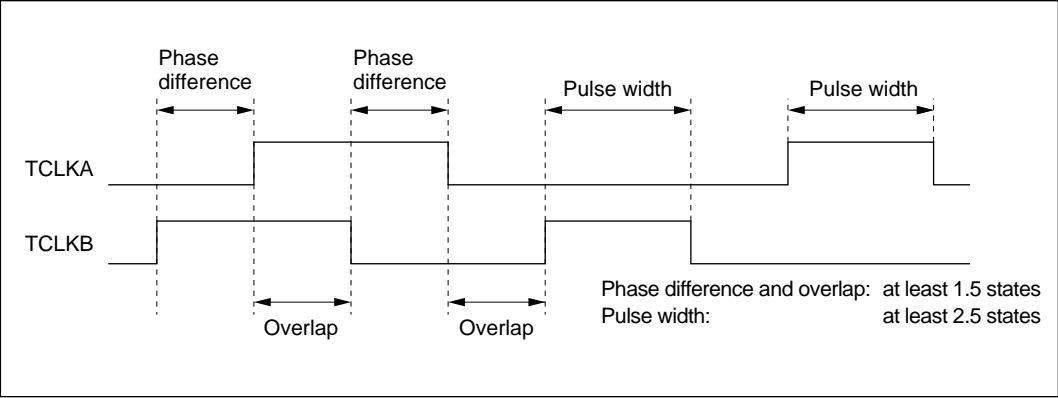 Phase
difference
Phase
difference
Pulse width
Pulse width
TCLKA
TCLKB
Overlap
Overlap
Phase difference and overlap: at least 1.5 states
Pulse width: at least 2.5 states